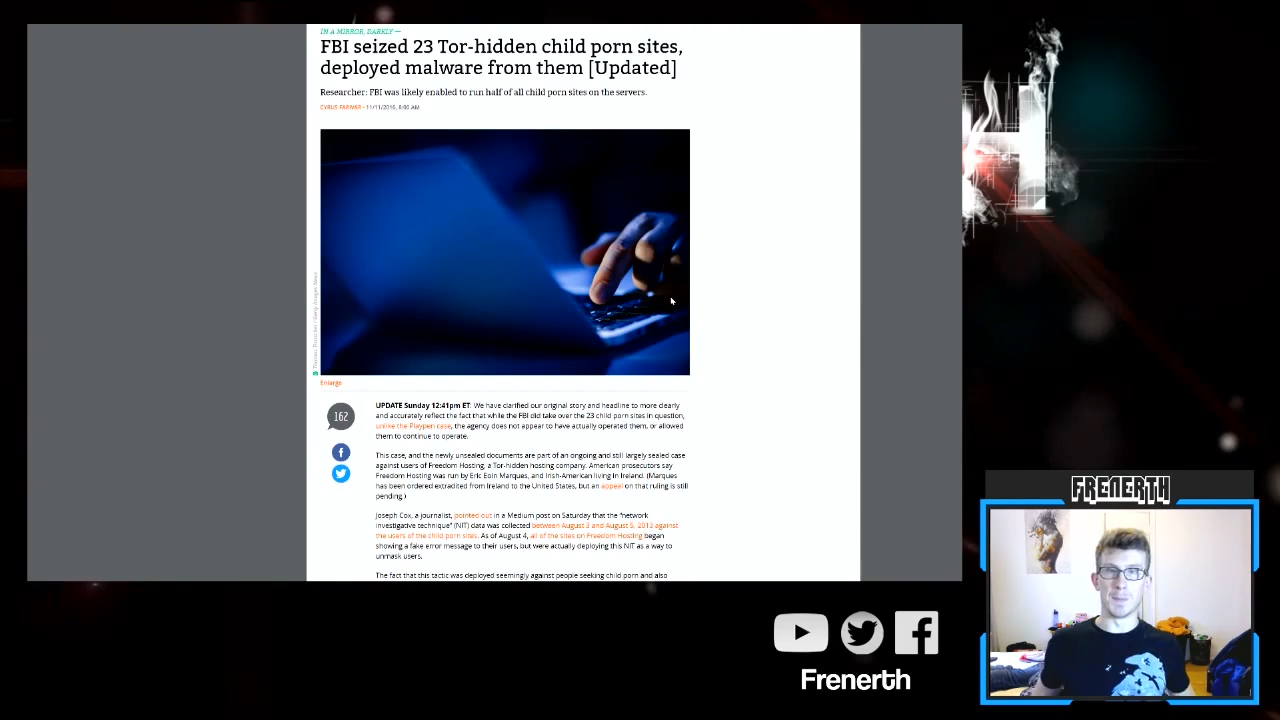 IN A MIRROR, DARKLY —
FBI seized 23 Tor-hidden child porn sites,
deployed malware from them [Updated]
Researcher: FBI was likely enabled to run half of all child porn sites on the servers.
CYRUS FARIVAR - 11/11/2016, 8:00 AM
Enlarge
162
UPDATE Sunday 12:41pm ET: We have clarified our original story and headline to more clearly
and accurately reflect the fact that while the FBI did take over the 23 child porn sites in question,
unlike the Playpen case, the agency does not appear to have actually operated them, or allowed
them to continue to operate.
This case, and the newly unsealed documents are part of an ongoing and still largely sealed case
against users of Freedom Hosting, a Tor-hidden hosting company. American prosecutors say
Freedom Hosting was run by Eric Eoin Marques, and Irish-American living in Ireland. (Marques
has been ordered extradited from Ireland to the United States, but an appeal on that ruling is still
pending.)
Joseph Cox, a journalist, pointed out in a Medium post on Saturday that the "network
investigative technique" (NIT) data was collected between August 3 and August 5, 2013 against
the users of the child porn sites. As of August 4, all of the sites on Freedom Hosting began
showing a fake error message to their users, but were actually deploying this NIT as a way to
unmask users.
The fact that this tactic was deployed seemingly against people seeking child porn and also
FRENERTH
Frenerth